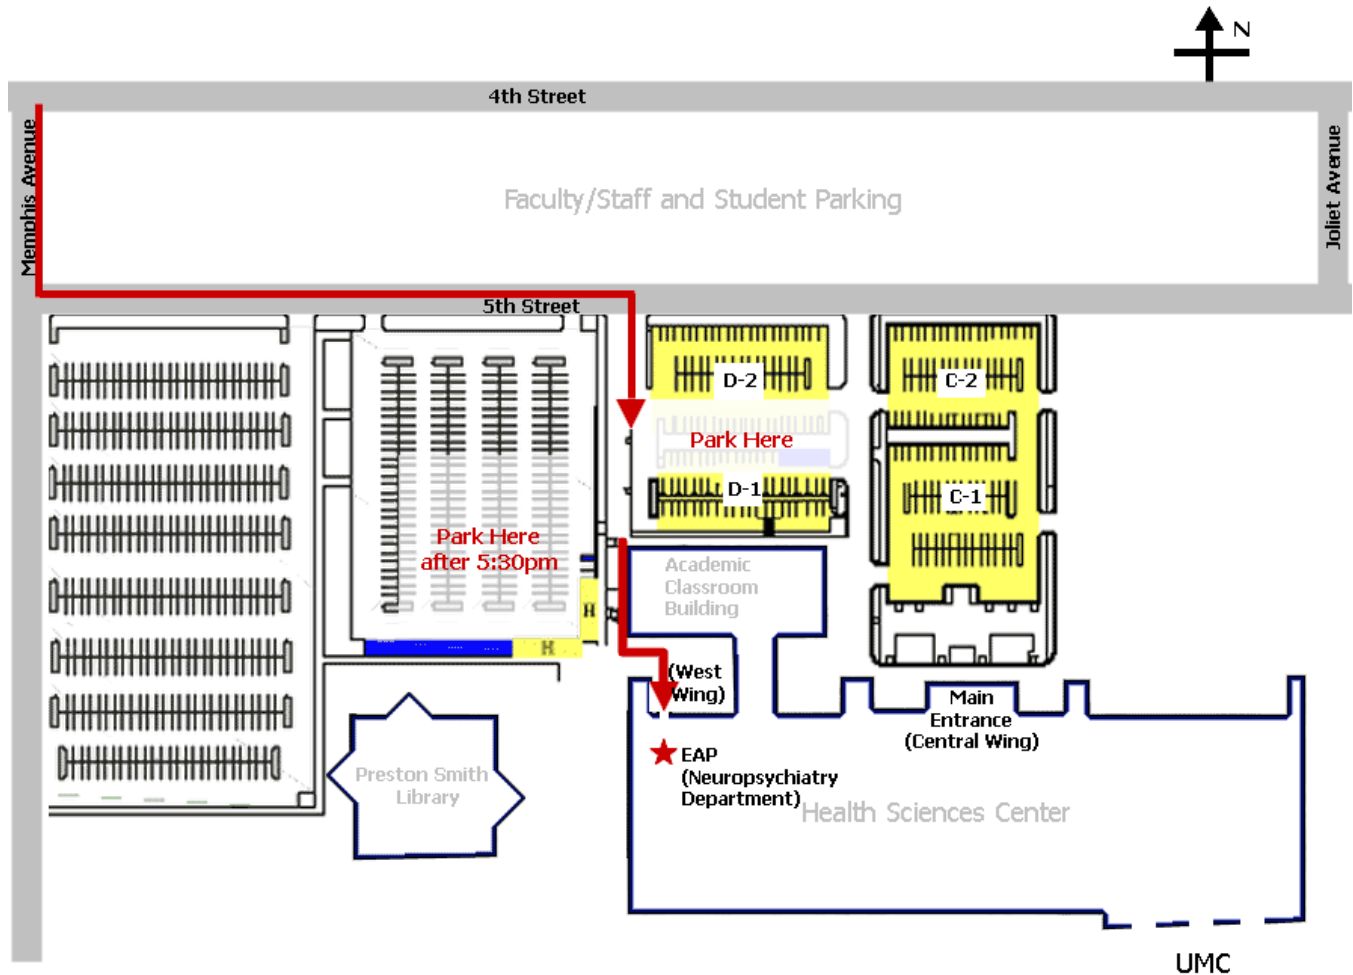 N
4th Street
Memphis Avenue
Joliet Avenue
Faculty/Staff and Student Parking
5th Street
D-2
C-2
Park Here
D-1
C-1
Park Here
after 5:30pm
Academic
Classroom
Building
H
H
(West
Wing)
Main
Entrance
(Central Wing)
EAP
(Neuropsychiatry
Department)
Preston Smith
Library
Health Sciences Center
UMC